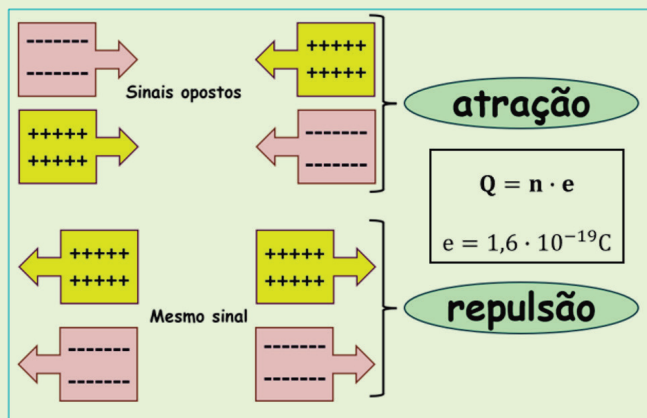 ------- +++++
------- +++++
Sinais opostos
atração
+++++ -------
+++++ -------
Q = n · e
e = 1,6 · 10⁻¹⁹C
+++++ +++++
+++++ +++++
Mesmo sinal
repulsão
------- -------
------- -------